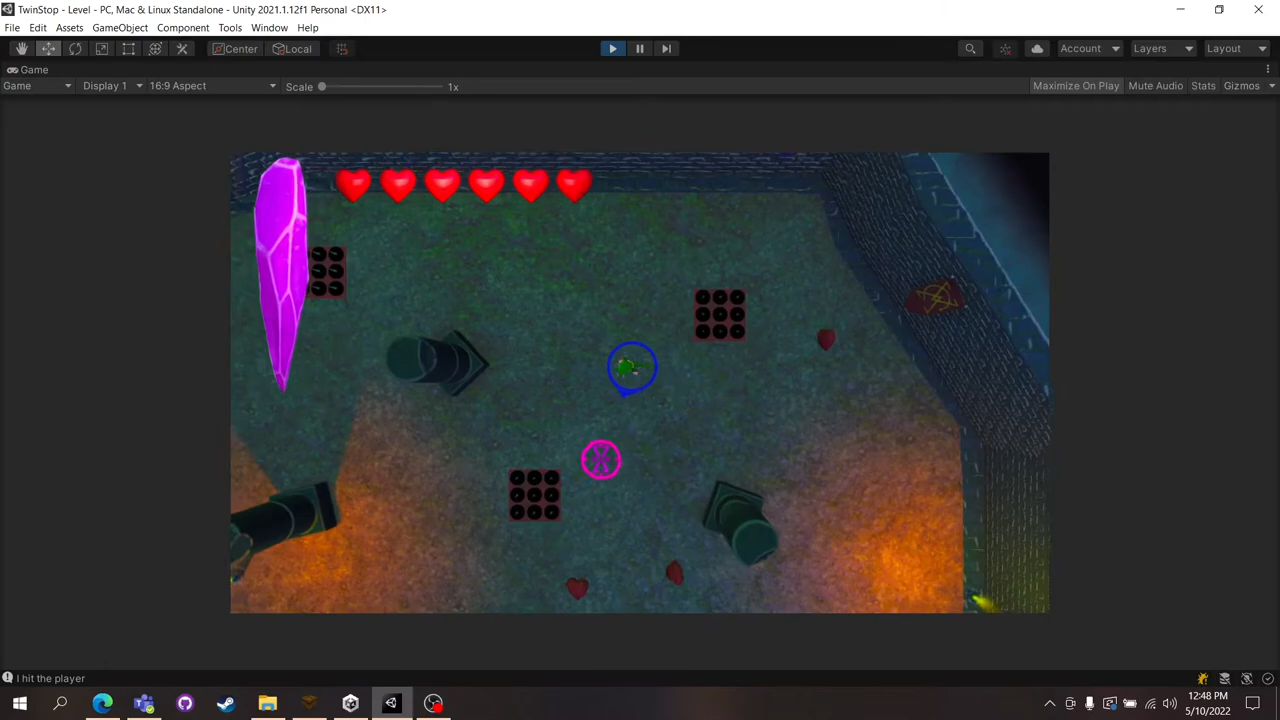 TwinStop - Level - PC, Mac & Linux Standalone - Unity 2021.1.12f1 Personal <DX11>
File Edit Assets GameObject Component Tools Window Help
Center Local Account Layers Layout
Game
Game Display 1 16:9 Aspect Scale 1x Maximize On Play Mute Audio Stats Gizmos
I hit the player
12:48 PM
5/10/2022